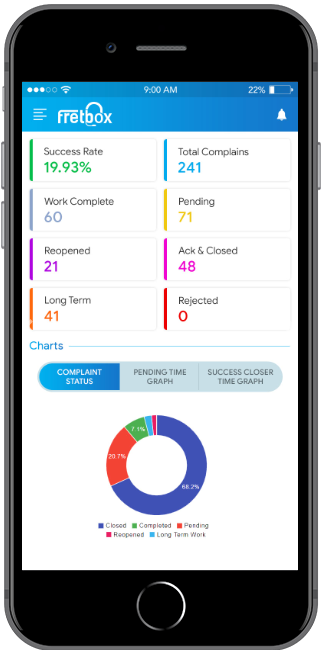 9:00 AM 22%
fretbox
Success Rate
19.93%
Total Complains
241
Work Complete
60
Pending
71
Reopened
21
Ack & Closed
48
Long Term
41
Rejected
0
Charts
COMPLAINT
STATUS
PENDING TIME
GRAPH
SUCCESS CLOSER
TIME GRAPH
7.1%
20.7%
68.2%
Closed Completed Pending
Reopened Long Term Work